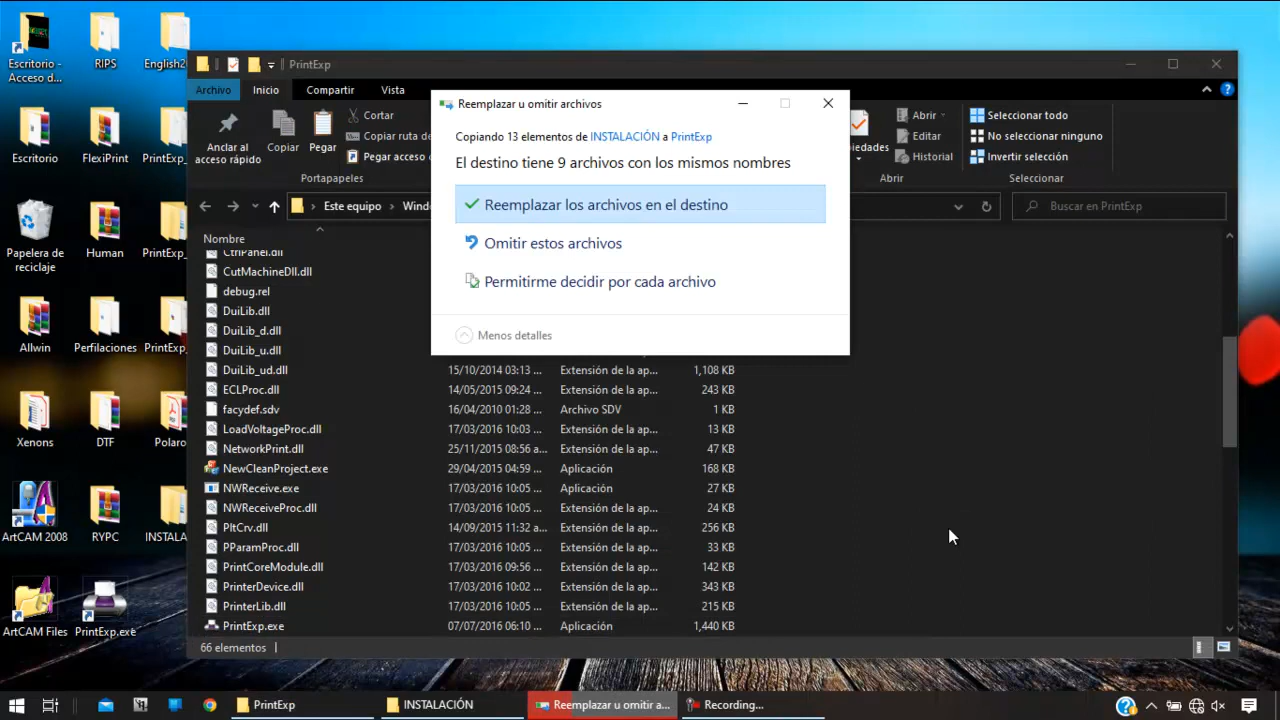 Escritorio -
Acceso d...
RIPS
English20
Escritorio
FlexiPrint
PrintExp_
Papelera de
reciclaje
Human
PrintExp_
Allwin
Perfilaciones
PrintExp_
Xenons
DTF
Polaro
ArtCAM 2008
RYPC
INSTALA
ArtCAM Files
PrintExp.exe
PrintExp
Archivo
Inicio
Compartir
Vista
Anclar al
acceso rápido
Copiar
Pegar
Cortar
Copiar ruta de
Pegar acceso
Portapapeles
iedades
Abrir
Editar
Historial
Abrir
Seleccionar todo
No seleccionar ninguno
Invertir selección
Seleccionar
Este equipo
Windo
Buscar en PrintExp
Reemplazar u omitir archivos
Copiando 13 elementos de INSTALACIÓN a PrintExp
El destino tiene 9 archivos con los mismos nombres
Reemplazar los archivos en el destino
Omitir estos archivos
Permitirme decidir por cada archivo
Menos detalles
Nombre
CtrlPanel.dll
CutMachineDll.dll
debug.rel
DuiLib.dll
DuiLib_d.dll
DuiLib_u.dll
DuiLib_ud.dll 15/10/2014 03:13 ... Extensión de la ap... 1,108 KB
ECLProc.dll 14/05/2015 09:24 ... Extensión de la ap... 243 KB
facydef.sdv 16/04/2010 01:28 ... Archivo SDV 1 KB
LoadVoltageProc.dll 17/03/2016 10:03 ... Extensión de la ap... 13 KB
NetworkPrint.dll 25/11/2015 08:56 a... Extensión de la ap... 47 KB
NewCleanProject.exe 29/04/2015 04:59 ... Aplicación 168 KB
NWReceive.exe 17/03/2016 10:05 ... Aplicación 27 KB
NWReceiveProc.dll 17/03/2016 10:05 ... Extensión de la ap... 24 KB
PltCrv.dll 14/09/2015 11:32 a... Extensión de la ap... 256 KB
PParamProc.dll 17/03/2016 10:05 ... Extensión de la ap... 33 KB
PrintCoreModule.dll 17/03/2016 09:56 ... Extensión de la ap... 142 KB
PrinterDevice.dll 17/03/2016 10:02 ... Extensión de la ap... 343 KB
PrinterLib.dll 17/03/2016 10:05 ... Extensión de la ap... 215 KB
PrintExp.exe 07/07/2016 06:10 ... Aplicación 1,440 KB
66 elementos
PrintExp
INSTALACIÓN
Reemplazar u omitir a...
Recording...